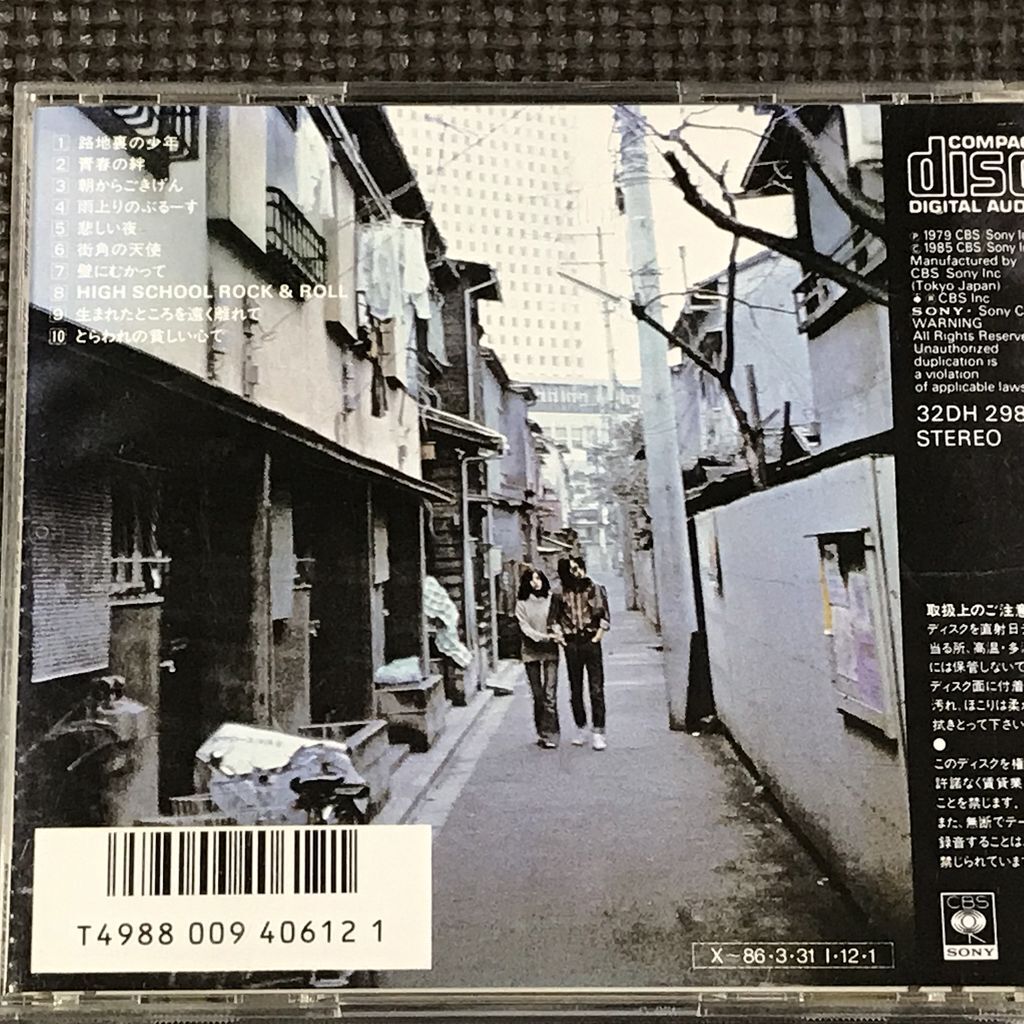 1 路地裏の少年
2 青春の絆
3 朝からごきげん
4 雨上りのぶるーす
5 悲しい夜
6 街角の天使
7 壁にむかって
8 HIGH SCHOOL ROCK & ROLL
9 生まれたところを遠く離れて
10 とらわれの貧しい心で
COMPA
disc
DIGITAL AUD
℗ 1979 CBS Sony In
© 1985 CBS Sony I
Manufactured by
CBS Sony Inc
(Tokyo Japan)
CBS Inc
SONY · Sony C
WARNING
All Rights Reserve
Unauthorized
duplication is
a violation
of applicable laws
32DH 298
STEREO
取扱上のご注意
ディスクを直射日
当る所、高温・多
には保管しないで
ディスク面に付着
汚れ、ほこりは柔
拭きとって下さい
●
このディスクを権
許諾なく賃貸業
ことを禁じます。
また、無断でテー
録音することは
禁じられていま
CBS
SONY
T4988 009 40612 1
X-86・3・31 I・12・1